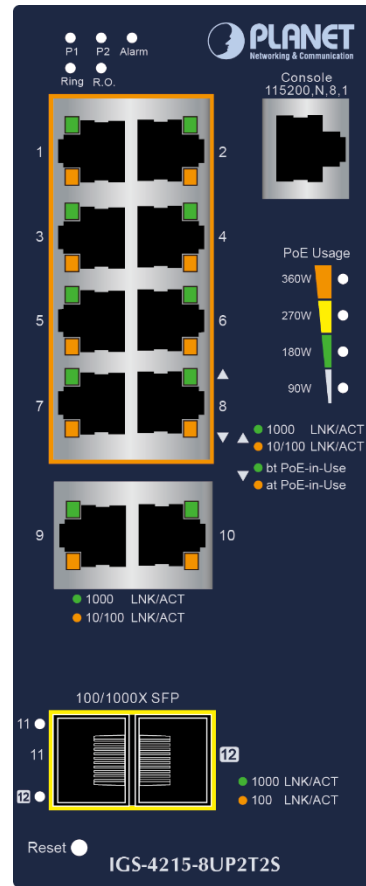 P1 P2 Alarm
Ring R.O.
PLANET
Networking & Communication
Console
115200,N,8,1
1
2
3
4
5
6
7
8
PoE Usage
360W
270W
180W
90W
1000 LNK/ACT
10/100 LNK/ACT
bt PoE-in-Use
at PoE-in-Use
9
10
1000 LNK/ACT
10/100 LNK/ACT
100/1000X SFP
11
11
12
12
1000 LNK/ACT
100 LNK/ACT
Reset
IGS-4215-8UP2T2S